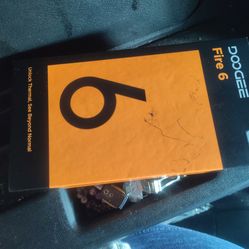 DOOGEE
Fire 6
6
Unlock Thermal, See Beyond Normal